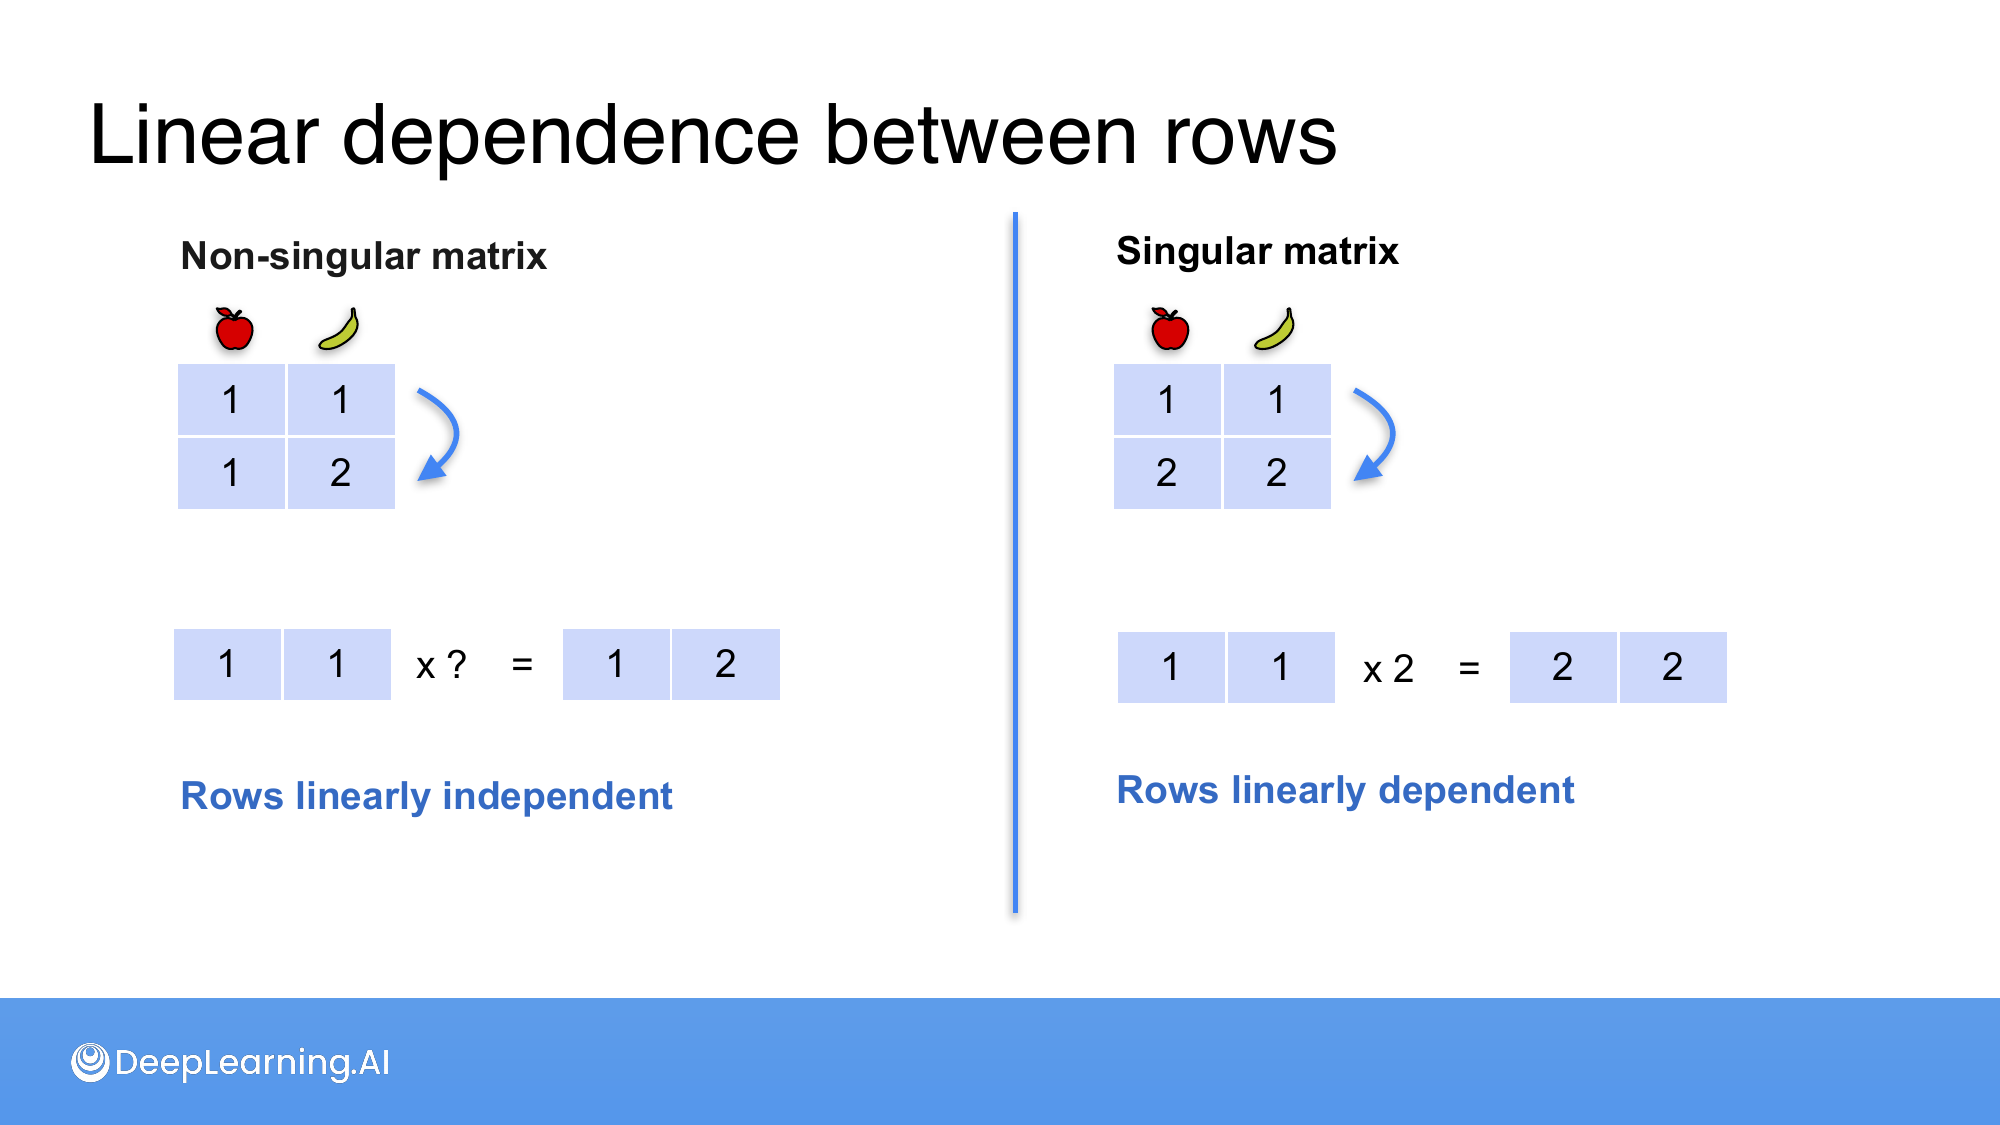 Linear dependence between rows
Non-singular matrix
1 1
1 2
1 1 x ? = 1 2
Rows linearly independent
Singular matrix
1 1
2 2
1 1 x 2 = 2 2
Rows linearly dependent
DeepLearning.AI